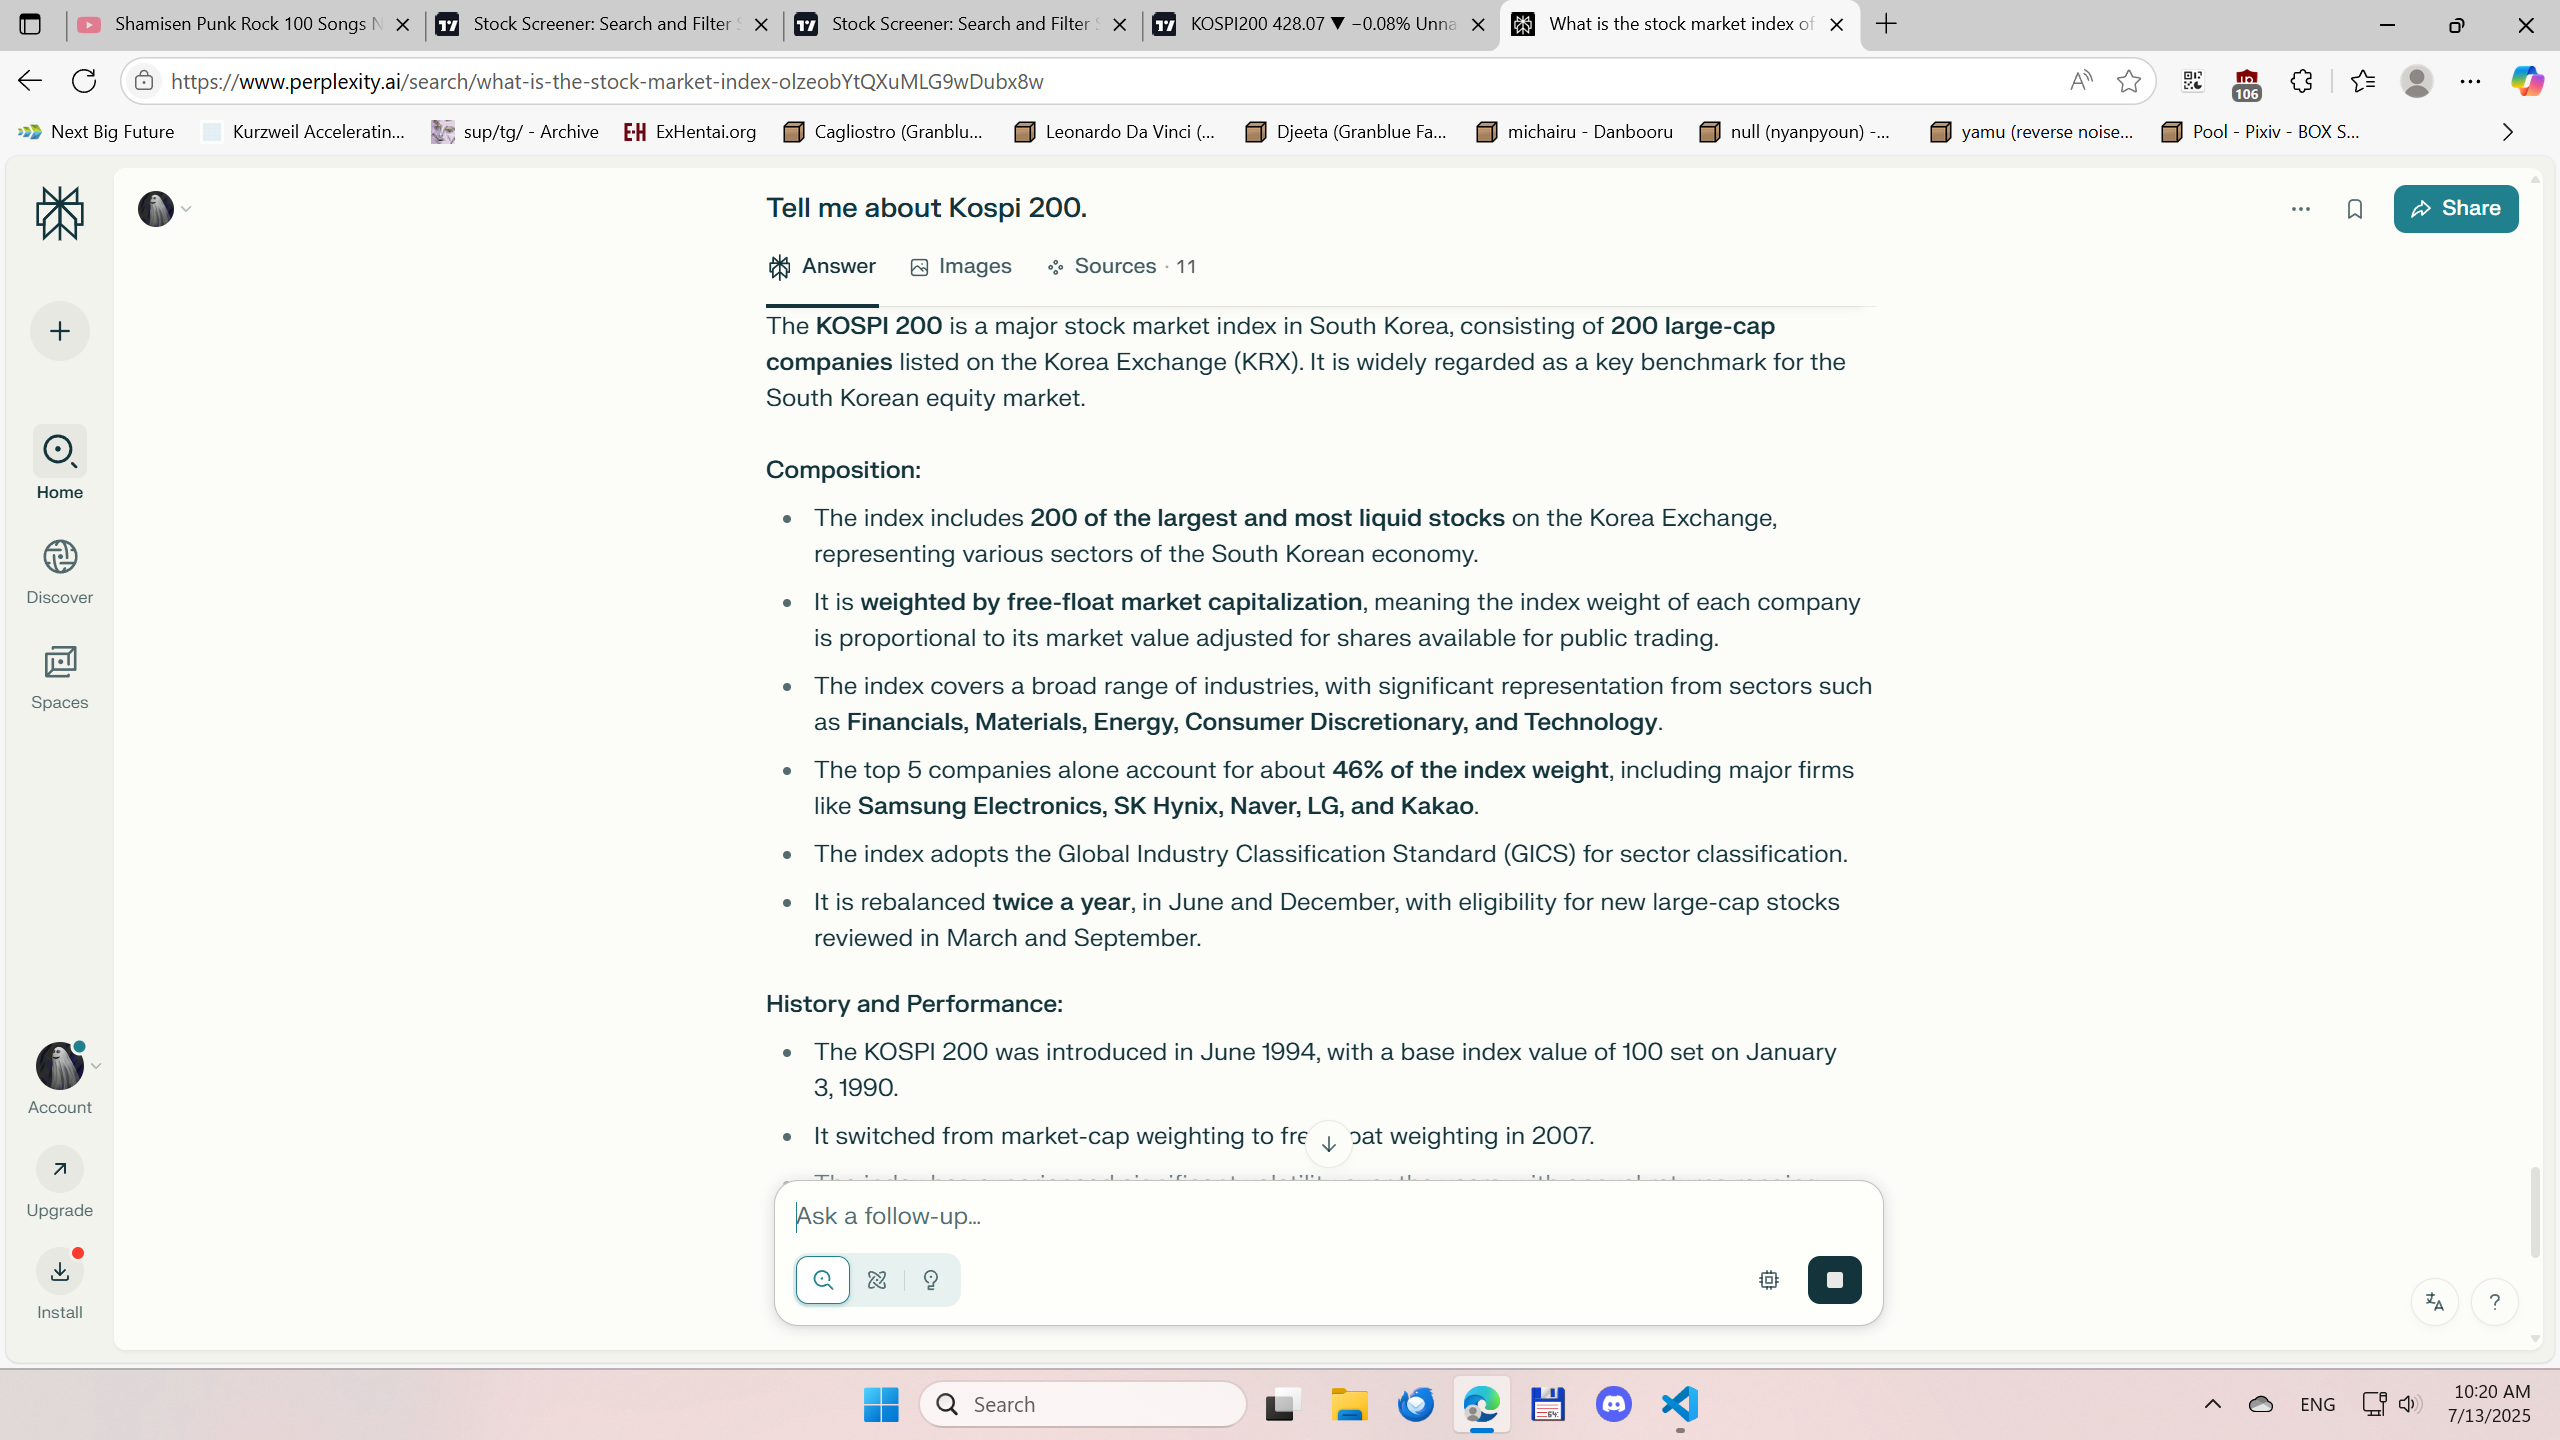 Shamisen Punk Rock 100 Songs N
Stock Screener: Search and Filter S
Stock Screener: Search and Filter S
KOSPI200 428.07 ▼ −0.08% Unna
What is the stock market index of
https://www.perplexity.ai/search/what-is-the-stock-market-index-olzeobYtQXuMLG9wDubx8w
106
Next Big Future
Kurzweil Acceleratin...
sup/tg/ - Archive
E-H ExHentai.org
Cagliostro (Granblu...
Leonardo Da Vinci (...
Djeeta (Granblue Fa...
michairu - Danbooru
null (nyanpyoun) -...
yamu (reverse noise...
Pool - Pixiv - BOX S...
Tell me about Kospi 200.
Share
Answer
Images
Sources · 11
Home
Discover
Spaces
Account
Upgrade
Install
The KOSPI 200 is a major stock market index in South Korea, consisting of 200 large-cap
companies listed on the Korea Exchange (KRX). It is widely regarded as a key benchmark for the
South Korean equity market.
Composition:
• The index includes 200 of the largest and most liquid stocks on the Korea Exchange,
representing various sectors of the South Korean economy.
• It is weighted by free-float market capitalization, meaning the index weight of each company
is proportional to its market value adjusted for shares available for public trading.
• The index covers a broad range of industries, with significant representation from sectors such
as Financials, Materials, Energy, Consumer Discretionary, and Technology.
• The top 5 companies alone account for about 46% of the index weight, including major firms
like Samsung Electronics, SK Hynix, Naver, LG, and Kakao.
• The index adopts the Global Industry Classification Standard (GICS) for sector classification.
• It is rebalanced twice a year, in June and December, with eligibility for new large-cap stocks
reviewed in March and September.
History and Performance:
• The KOSPI 200 was introduced in June 1994, with a base index value of 100 set on January
3, 1990.
• It switched from market-cap weighting to fre oat weighting in 2007.
Ask a follow-up...
?
Search
ENG
10:20 AM
7/13/2025